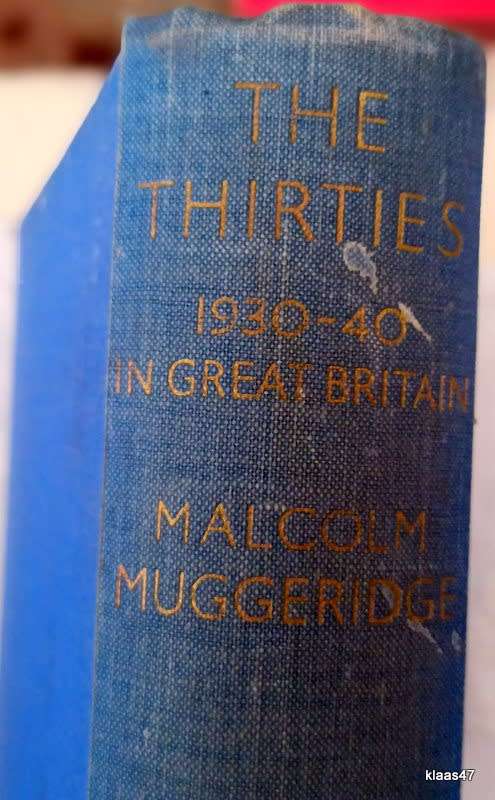 THE
THIRTIES
1930-40
IN GREAT BRITAIN
MALCOLM
MUGGERIDGE
klaas47